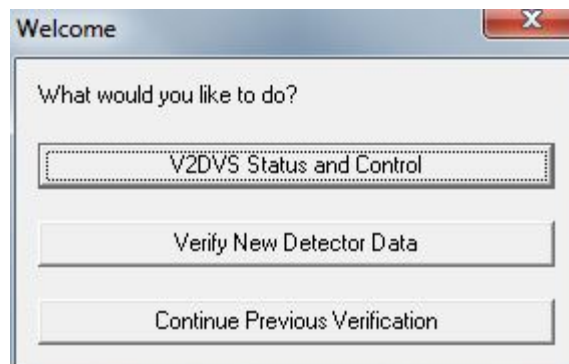 Welcome
What would you like to do?
V2DVS Status and Control
Verify New Detector Data
Continue Previous Verification